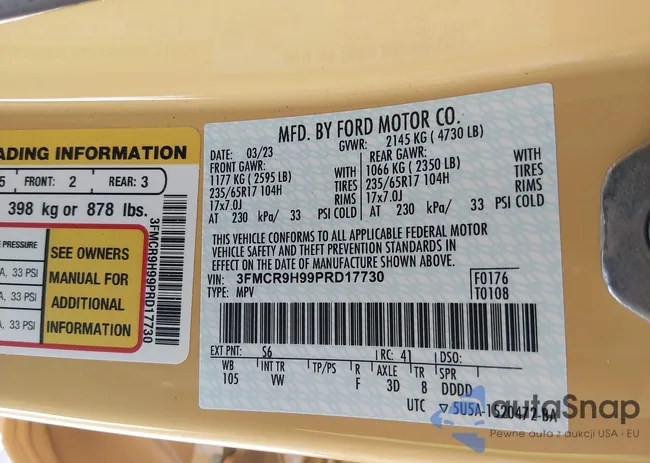 ADING INFORMATION
5 FRONT: 2 REAR: 3
398 kg or 878 lbs.
PRESSURE
A, 33 PSI
A, 33 PSI
A, 33 PSI
SEE OWNERS
MANUAL FOR
ADDITIONAL
INFORMATION
3FMCR9H99PRD17730
MFD. BY FORD MOTOR CO.
DATE: 03/23 GVWR: 2145 KG ( 4730 LB)
FRONT GAWR: REAR GAWR:
1177 KG ( 2595 LB) WITH 1066 KG ( 2350 LB) WITH
235/65R17 104H TIRES 235/65R17 104H TIRES
17x7.0J RIMS 17x7.0J RIMS
AT 230 kPa/ 33 PSI COLD AT 230 kPa/ 33 PSI COLD
THIS VEHICLE CONFORMS TO ALL APPLICABLE FEDERAL MOTOR
VEHICLE SAFETY AND THEFT PREVENTION STANDARDS IN
EFFECT ON THE DATE OF MANUFACTURE SHOWN ABOVE.
VIN: 3FMCR9H99PRD17730 F0176
TYPE: MPV T0108
EXT PNT: S6 RC: 41 DSO:
WB INT TR TP/PS R AXLE TR SPR
105 VW F 3D 8 DDDD
UTC ▽ 5U5A-1520472-BA
autaSnap
Pewne auta z aukcji USA i EU